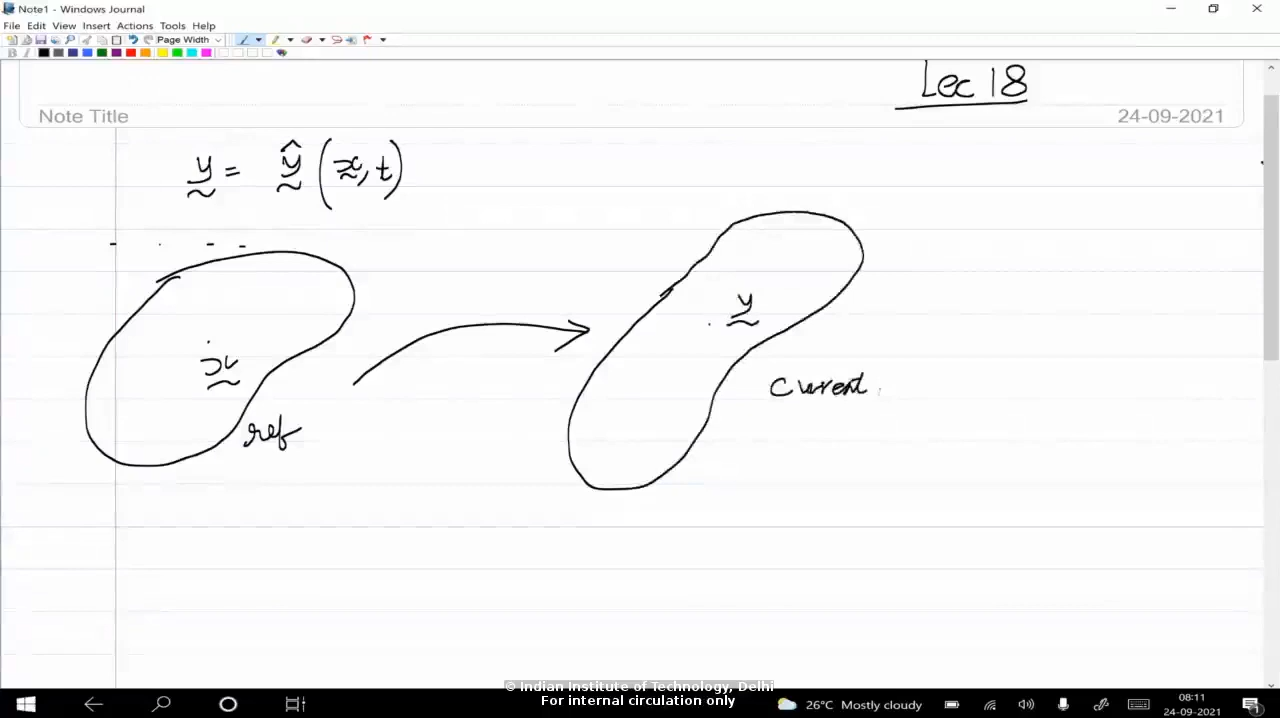 Note1 - Windows Journal
File Edit View Insert Actions Tools Help
Page Width
B I
Lec 18
Note Title
24-09-2021
y = ŷ (x, t)
y
x
current
ref
© Indian Institute of Technology, Delhi
For internal circulation only
26°C Mostly cloudy
08:11
24-09-2021